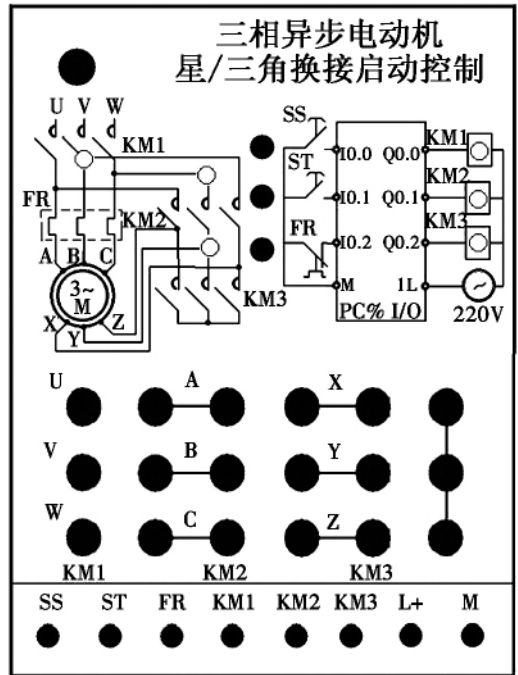 三相异步电动机
星/三角换接启动控制
U V W
KM1
FR
KM2
A B C
3~
M
X Y Z
KM3
SS
I0.0 Q0.0 KM1
ST
I0.1 Q0.1 KM2
FR
I0.2 Q0.2 KM3
M 1L
PC% I/O 220V
U A X
V B Y
W C Z
KM1 KM2 KM3
SS ST FR KM1 KM2 KM3 L+ M